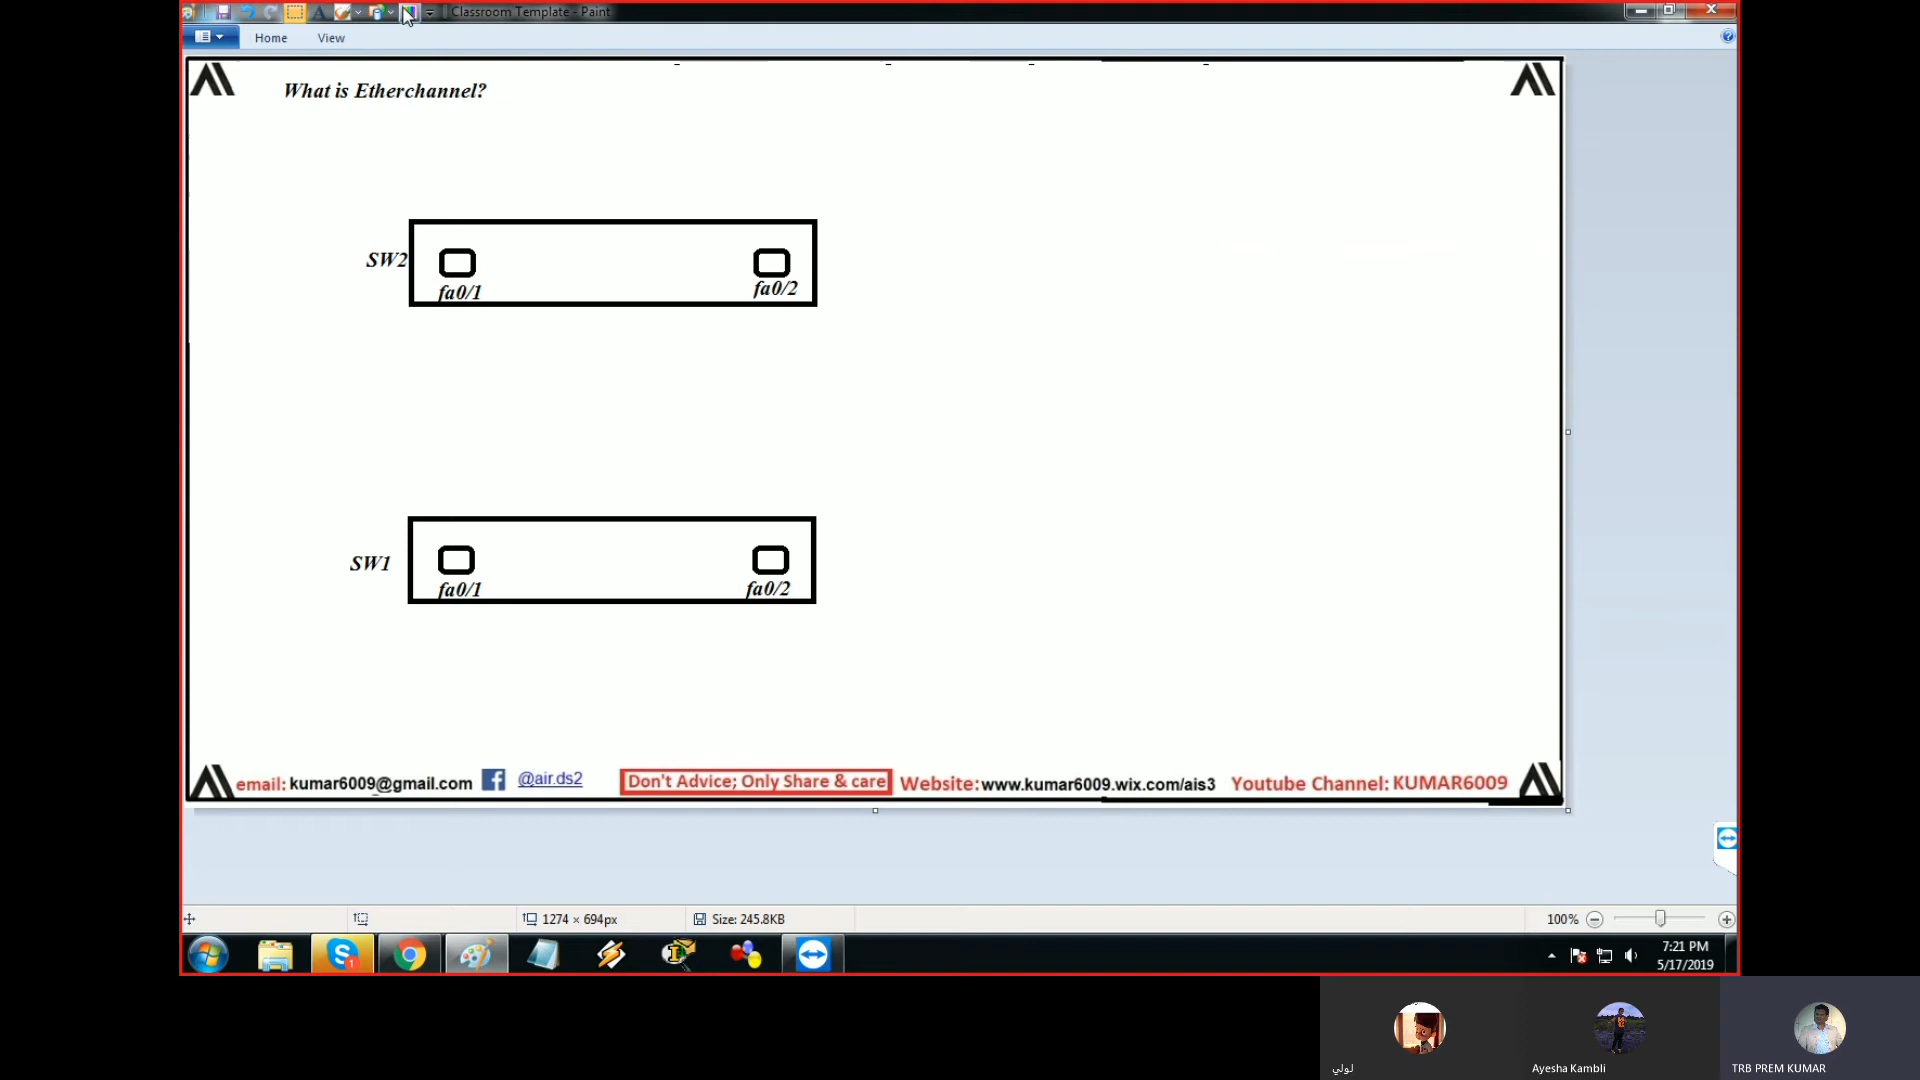 Classroom Template - Paint
Home View
What is Etherchannel?
SW2
fa0/1 fa0/2
SW1
fa0/1 fa0/2
email: kumar6009@gmail.com @air.ds2 Don't Advice; Only Share & care Website: www.kumar6009.wix.com/ais3 Youtube Channel: KUMAR6009
1274 × 694px Size: 245.8KB 100%
7:21 PM
5/17/2019
لولي Ayesha Kambli TRB PREM KUMAR